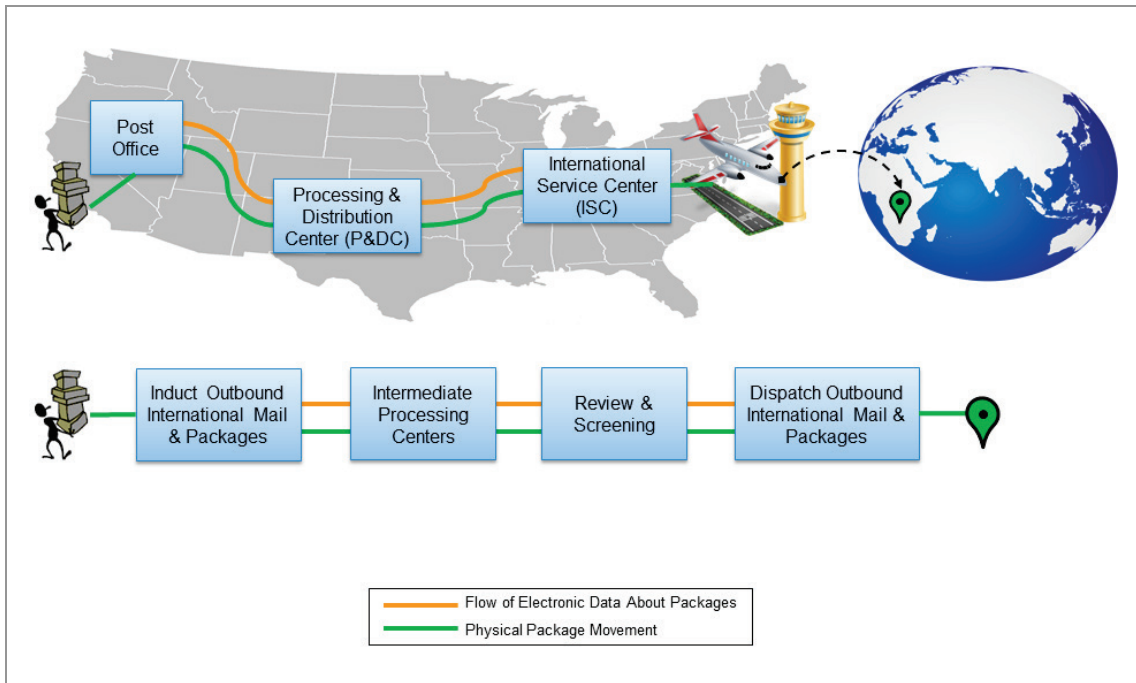 Post
Office
Processing &
Distribution
Center (P&DC)
International
Service Center
(ISC)
Induct Outbound
International Mail
& Packages
Intermediate
Processing
Centers
Review &
Screening
Dispatch Outbound
International Mail &
Packages
Flow of Electronic Data About Packages
Physical Package Movement